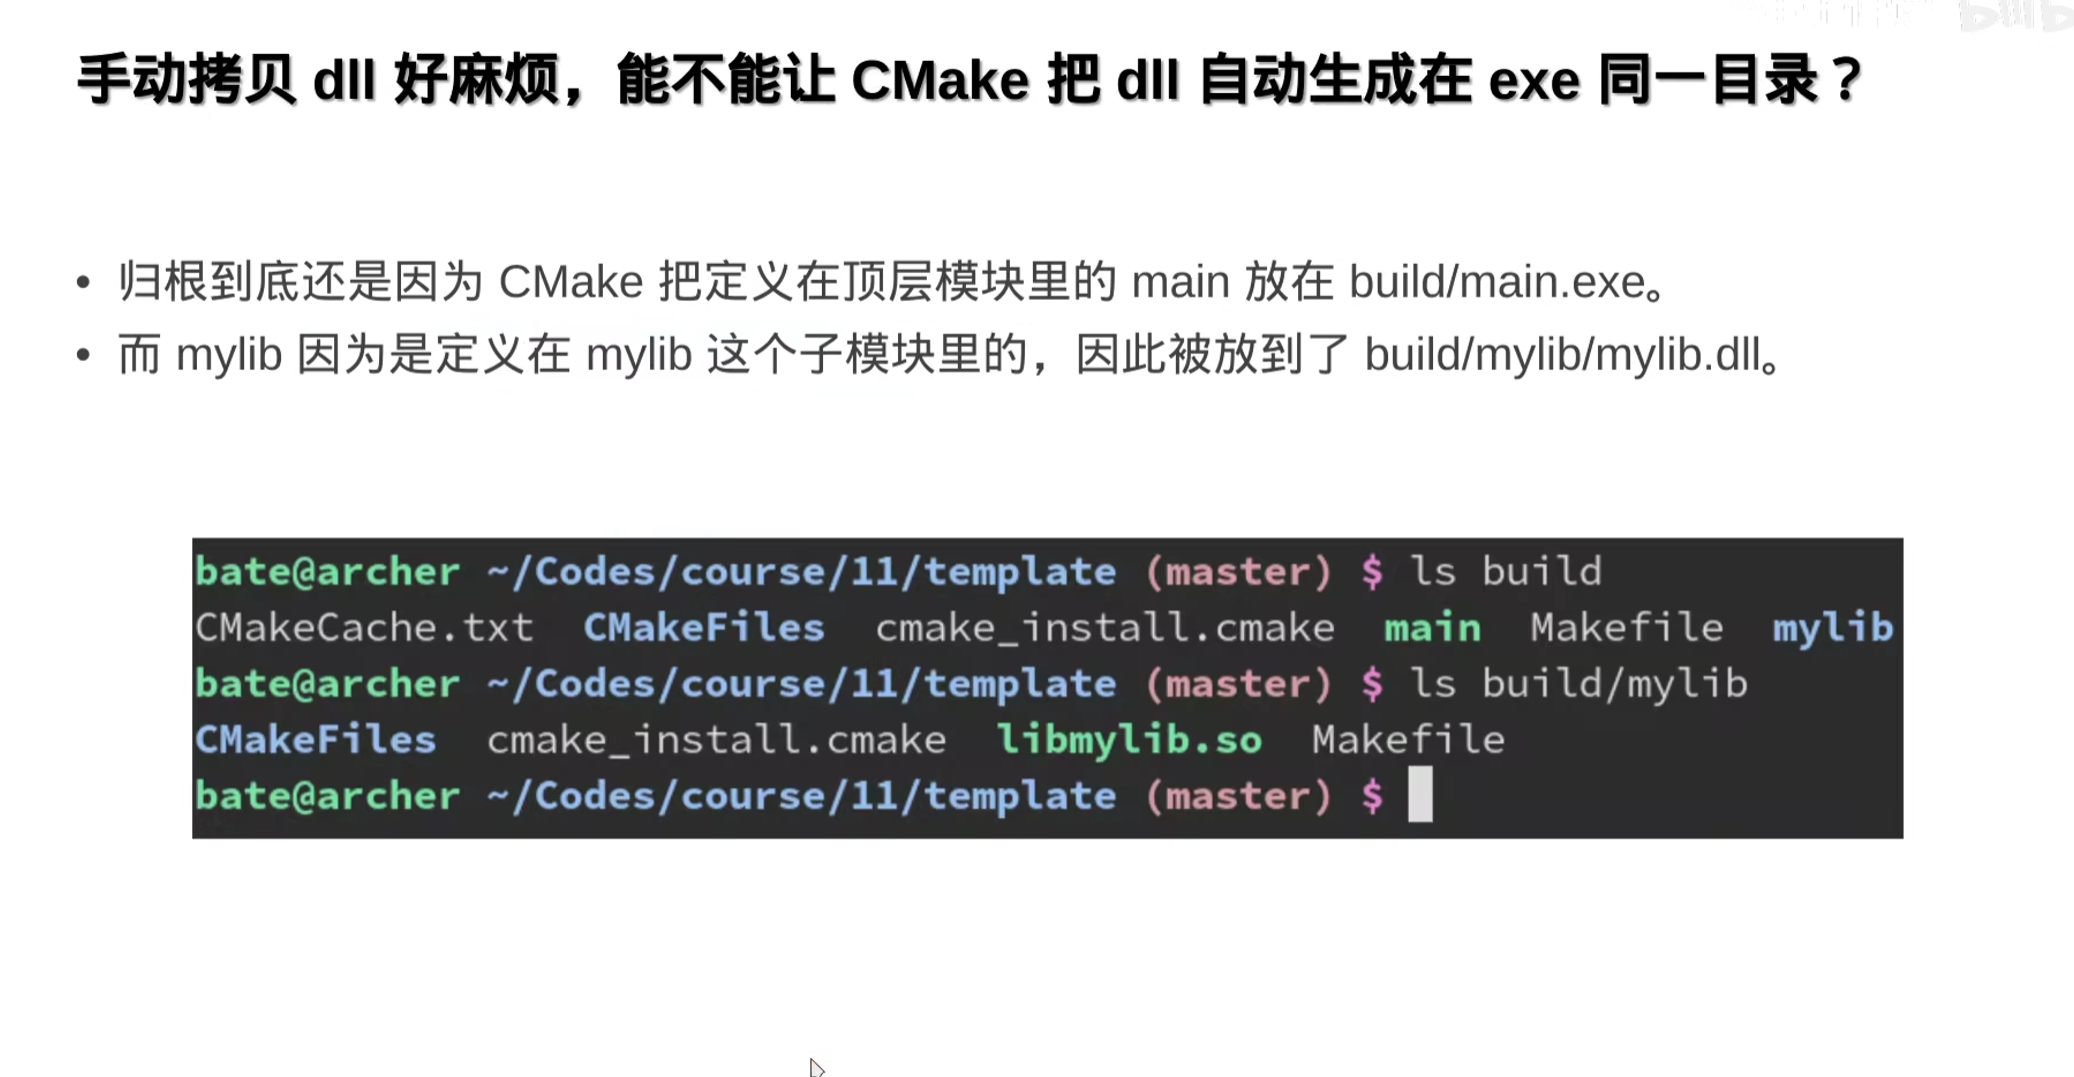 手动拷贝 dll 好麻烦，能不能让 CMake 把 dll 自动生成在 exe 同一目录？
• 归根到底还是因为 CMake 把定义在顶层模块里的 main 放在 build/main.exe。
• 而 mylib 因为是定义在 mylib 这个子模块里的，因此被放到了 build/mylib/mylib.dll。
bate@archer ~/Codes/course/11/template (master) $ ls build
CMakeCache.txt  CMakeFiles  cmake_install.cmake  main  Makefile  mylib
bate@archer ~/Codes/course/11/template (master) $ ls build/mylib
CMakeFiles  cmake_install.cmake  libmylib.so  Makefile
bate@archer ~/Codes/course/11/template (master) $